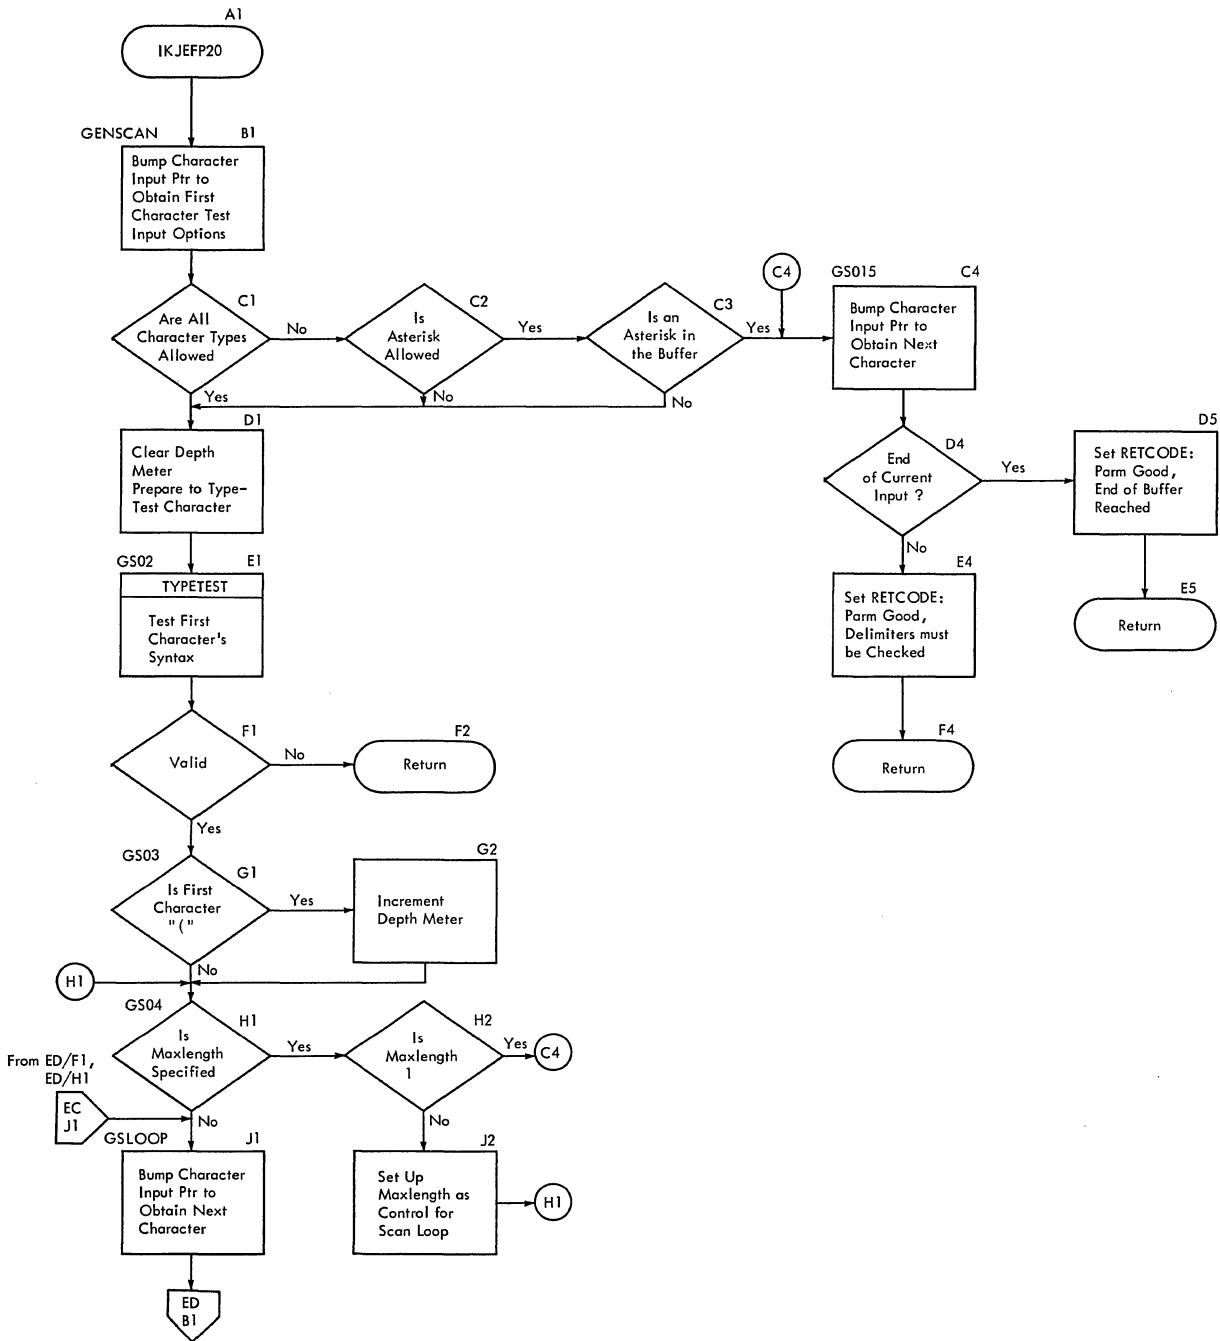 A1
IKJEFP20
GENSCAN
B1
Bump Character
Input Ptr to
Obtain First
Character Test
Input Options
C1
Are All
Character Types
Allowed
No
Yes
C2
Is
Asterisk
Allowed
Yes
No
C3
Is an
Asterisk in
the Buffer
Yes
No
C4
GS015
C4
Bump Character
Input Ptr to
Obtain Next
Character
D1
Clear Depth
Meter
Prepare to Type-
Test Character
D4
End
of Current
Input ?
Yes
No
D5
Set RETCODE:
Parm Good,
End of Buffer
Reached
GS02
E1
TYPETEST
Test First
Character's
Syntax
E4
Set RETCODE:
Parm Good,
Delimiters must
be Checked
E5
Return
F1
Valid
No
Yes
F2
Return
F4
Return
GS03
G1
Is First
Character
"("
Yes
No
G2
Increment
Depth Meter
H1
GS04
H1
Is
Maxlength
Specified
Yes
No
H2
Is
Maxlength
1
Yes
C4
No
From ED/F1,
ED/H1
EC
J1
GSLOOP
J1
Bump Character
Input Ptr to
Obtain Next
Character
J2
Set Up
Maxlength as
Control for
Scan Loop
H1
ED
B1